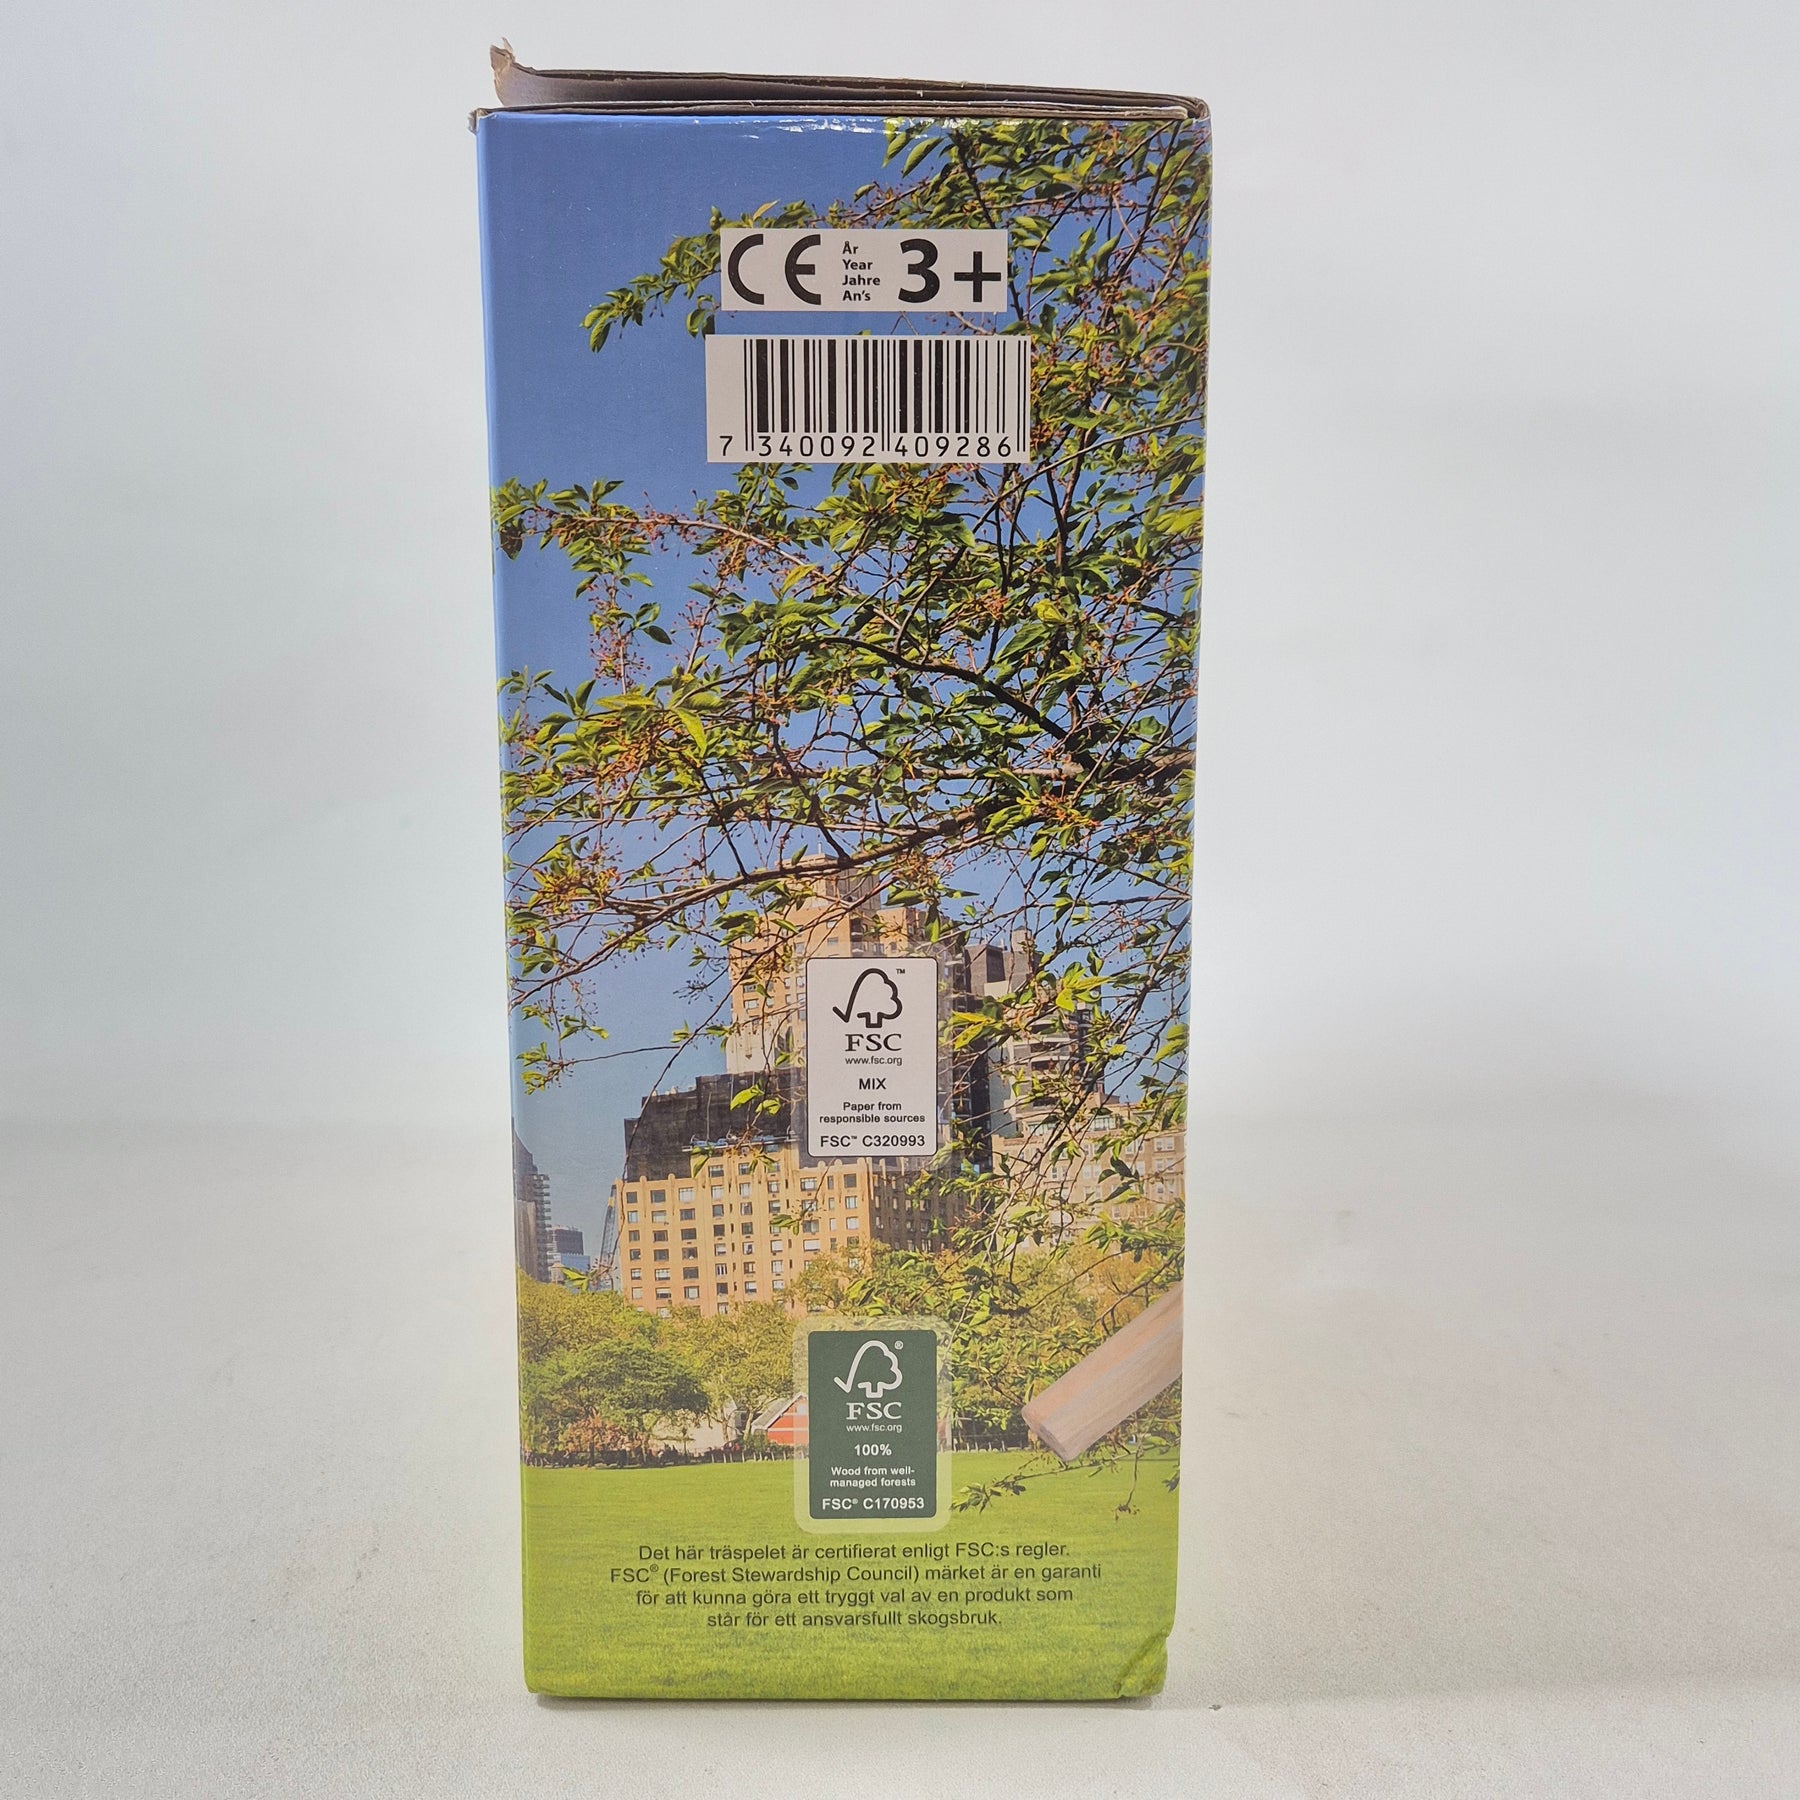 CE År
Year
Jahre
An's
3+
7 340092 409286
™
FSC
www.fsc.org
MIX
Paper from
responsible sources
FSC™ C320993
®
FSC
www.fsc.org
100%
Wood from well-
managed forests
FSC® C170953
Det här träspelet är certifierat enligt FSC:s regler.
FSC® (Forest Stewardship Council) märket är en garanti
för att kunna göra ett tryggt val av en produkt som
står för ett ansvarsfullt skogsbruk.